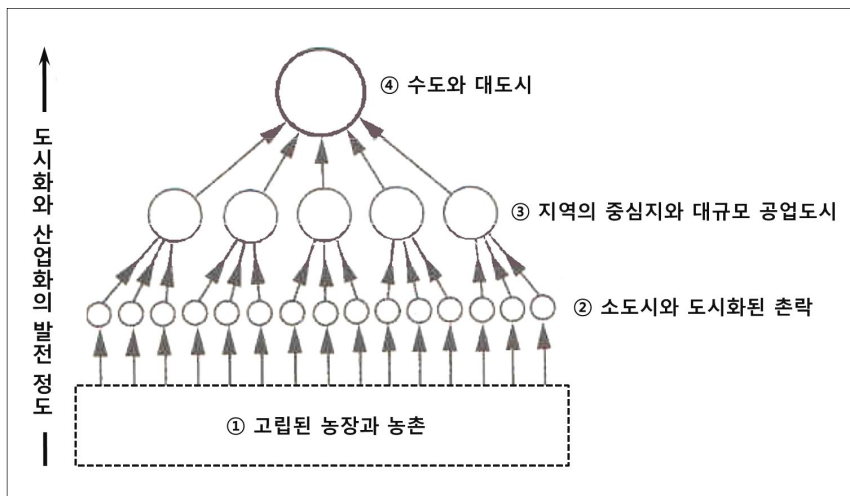 ④ 수도와 대도시
도시화와 산업화의 발전 정도
③ 지역의 중심지와 대규모 공업도시
② 소도시와 도시화된 촌락
① 고립된 농장과 농촌